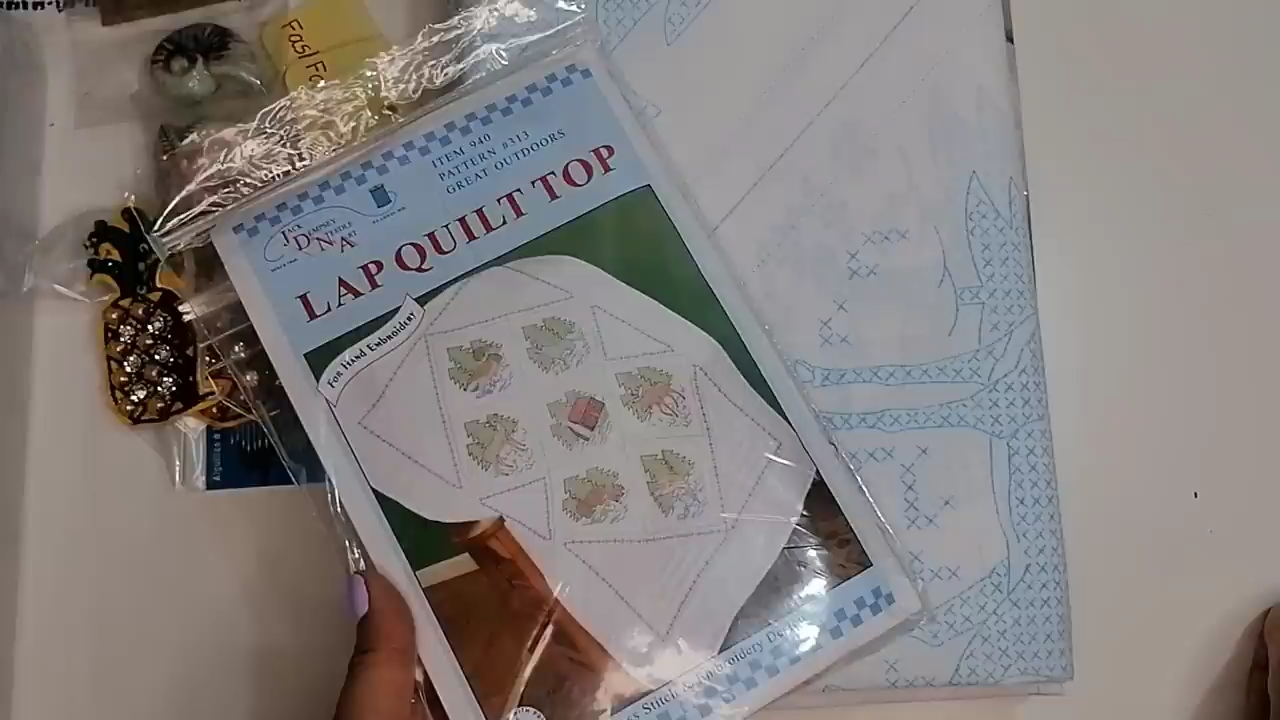 ITEM 940
PATTERN #313
GREAT OUTDOORS
JACK DEMPSEY
NEEDLE
ART
LAP QUILT TOP
FOR HAND EMBROIDERY
Stitch & Embroidery
Aiguilles
Fast